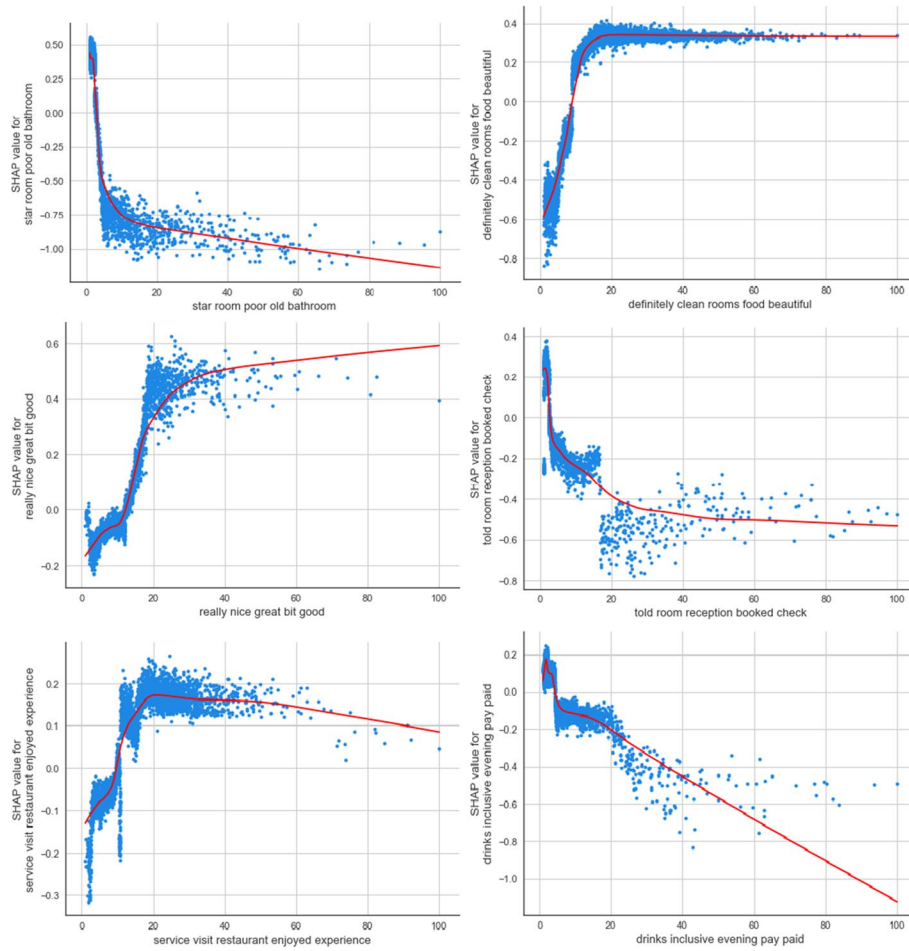 0.50
0.25
0.00
−0.25
−0.50
−0.75
−1.00
SHAP value for
star room poor old bathroom
0 20 40 60 80 100
star room poor old bathroom
0.4
0.2
0.0
−0.2
−0.4
−0.6
−0.8
SHAP value for
definitely clean rooms food beautiful
0 20 40 60 80 100
definitely clean rooms food beautiful
0.6
0.4
0.2
0.0
−0.2
SHAP value for
really nice great bit good
0 20 40 60 80 100
really nice great bit good
0.4
0.2
0.0
−0.2
−0.4
−0.6
−0.8
SHAP value for
told room reception booked check
0 20 40 60 80 100
told room reception booked check
0.2
0.1
0.0
−0.1
−0.2
−0.3
SHAP value for
service visit restaurant enjoyed experience
0 20 40 60 80 100
service visit restaurant enjoyed experience
0.2
0.0
−0.2
−0.4
−0.6
−0.8
−1.0
SHAP value for
drinks inclusive evening pay paid
0 20 40 60 80 100
drinks inclusive evening pay paid